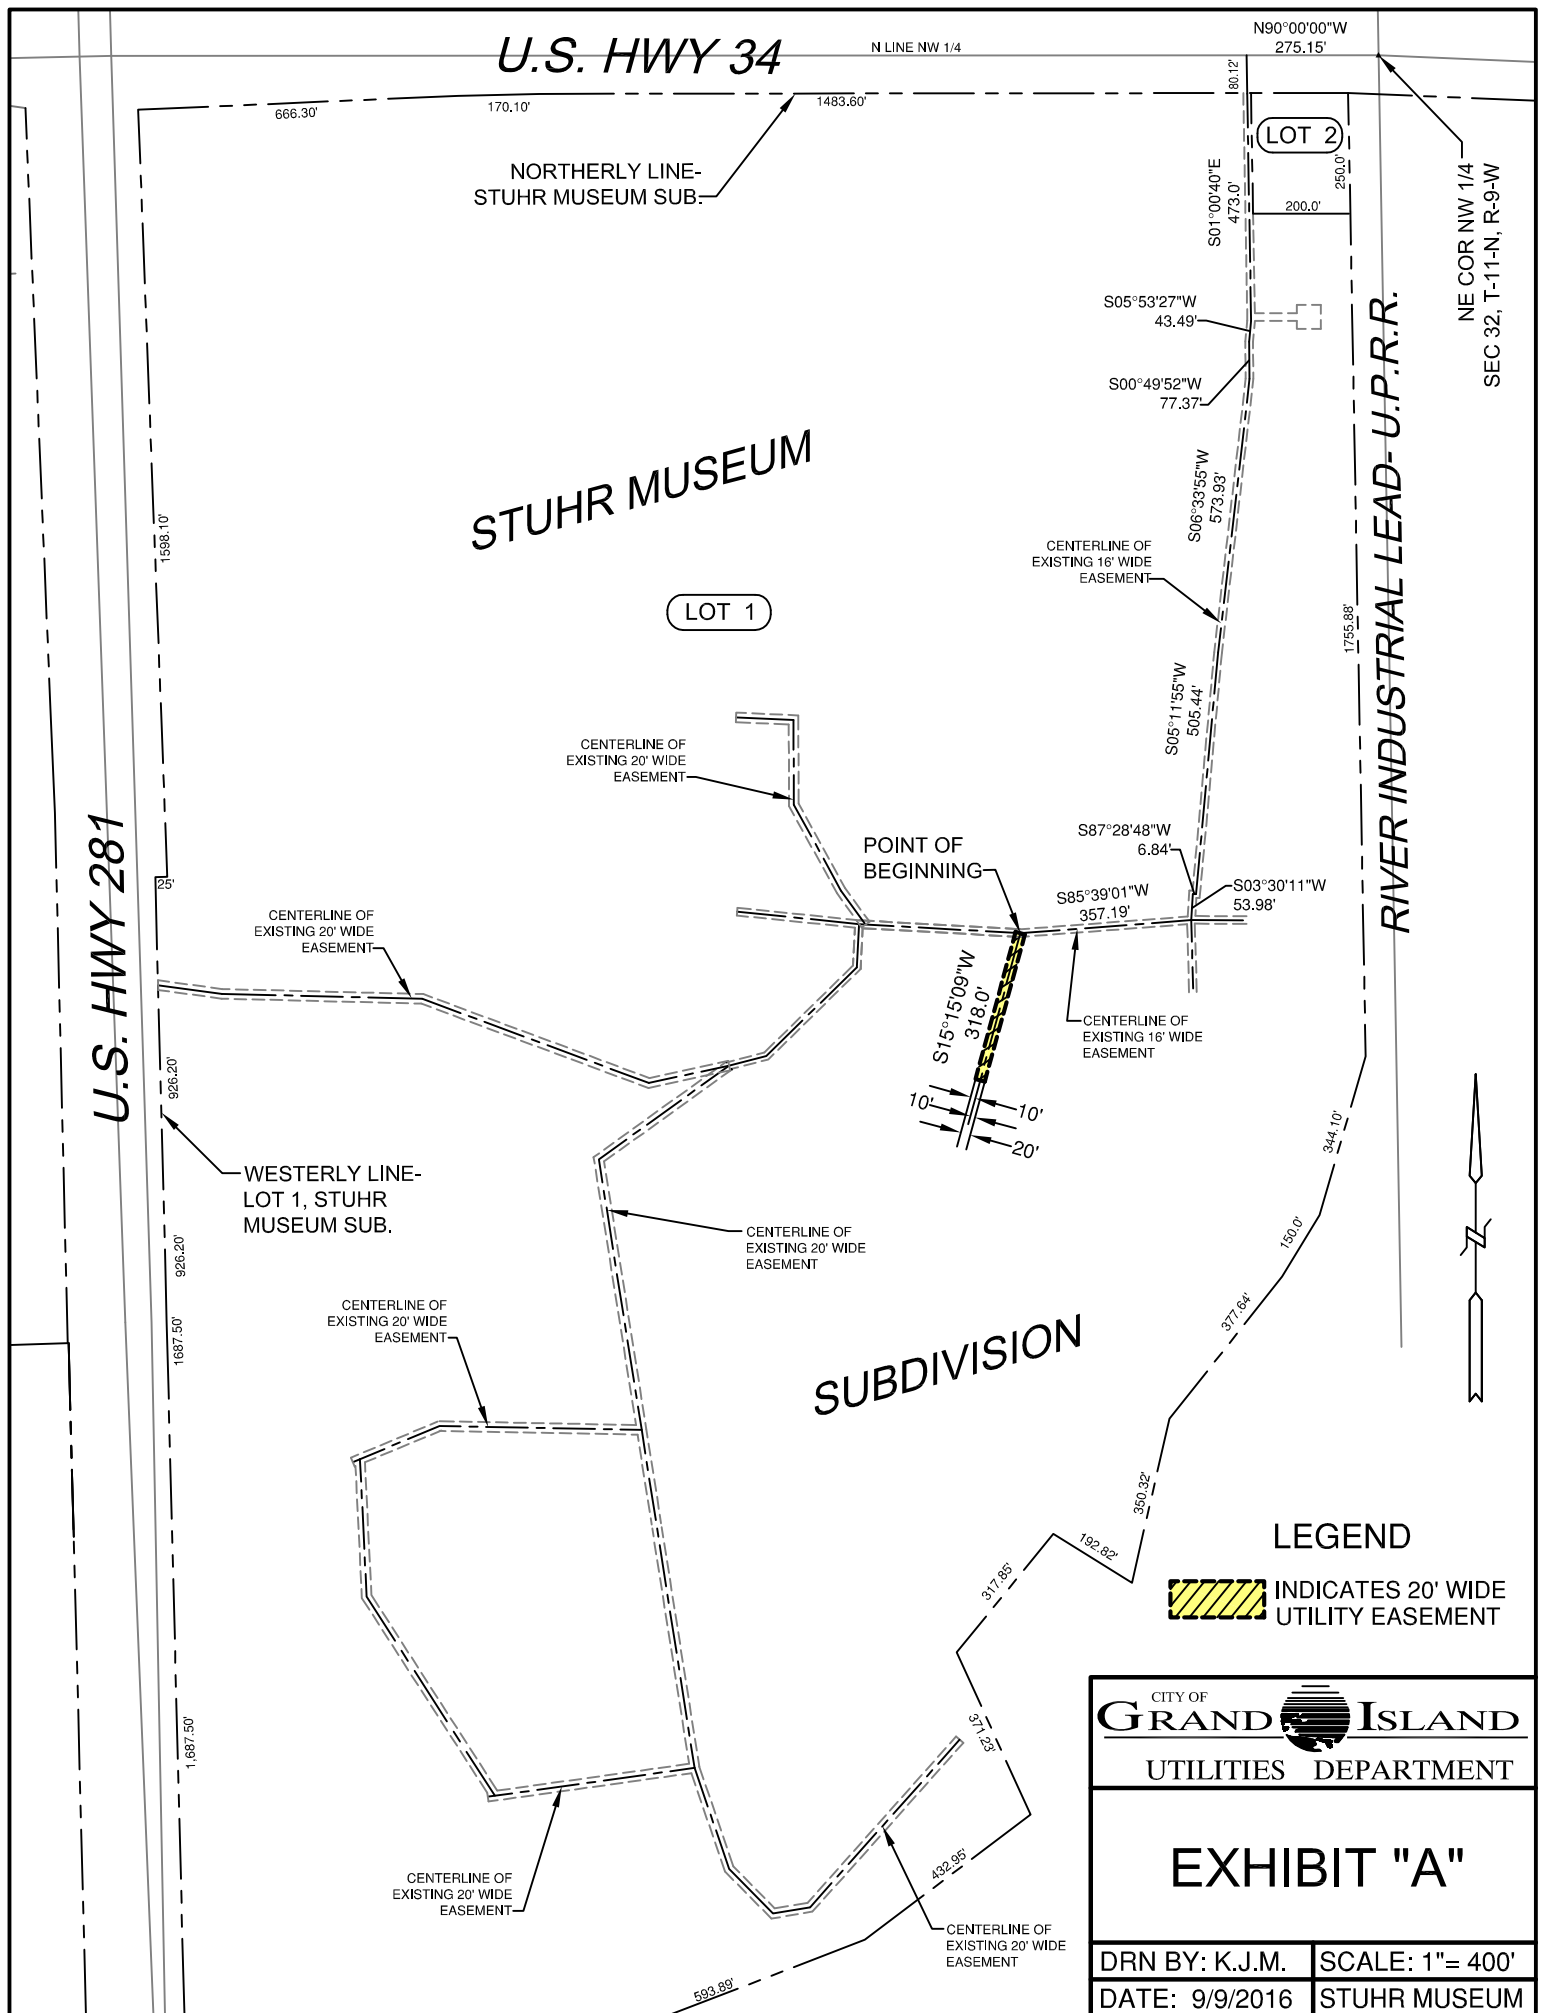 U.S. HWY 34
N LINE NW 1/4
N90°00'00"W
275.15'
80.12'
666.30'
170.10'
1483.60'
LOT 2
NORTHERLY LINE-
STUHR MUSEUM SUB.
S01°00'40"E
473.0'
250.0'
200.0'
NE COR NW 1/4
SEC 32, T-11-N, R-9-W
S05°53'27"W
43.49'
S00°49'52"W
77.37'
STUHR MUSEUM
S06°33'55"W
573.93'
1598.10'
CENTERLINE OF
EXISTING 16' WIDE
EASEMENT
LOT 1
1755.88'
RIVER INDUSTRIAL LEAD- U.P.R.R.
S05°11'55"W
505.44'
CENTERLINE OF
EXISTING 20' WIDE
EASEMENT
U.S. HWY 281
25'
POINT OF
BEGINNING
S87°28'48"W
6.84'
S85°39'01"W
357.19'
S03°30'11"W
53.98'
CENTERLINE OF
EXISTING 20' WIDE
EASEMENT
S15°15'09"W
318.0'
CENTERLINE OF
EXISTING 16' WIDE
EASEMENT
926.20'
10'
10'
20'
344.10'
WESTERLY LINE-
LOT 1, STUHR
MUSEUM SUB.
926.20'
CENTERLINE OF
EXISTING 20' WIDE
EASEMENT
150.0'
1687.50'
CENTERLINE OF
EXISTING 20' WIDE
EASEMENT
377.64'
SUBDIVISION
350.32'
192.82'
317.85'
LEGEND
INDICATES 20' WIDE
UTILITY EASEMENT
371.23'
1,687.50'
CITY OF
GRAND ISLAND
UTILITIES DEPARTMENT
EXHIBIT "A"
CENTERLINE OF
EXISTING 20' WIDE
EASEMENT
432.95'
CENTERLINE OF
EXISTING 20' WIDE
EASEMENT
593.89'
DRN BY: K.J.M.
SCALE: 1"= 400'
DATE: 9/9/2016
STUHR MUSEUM